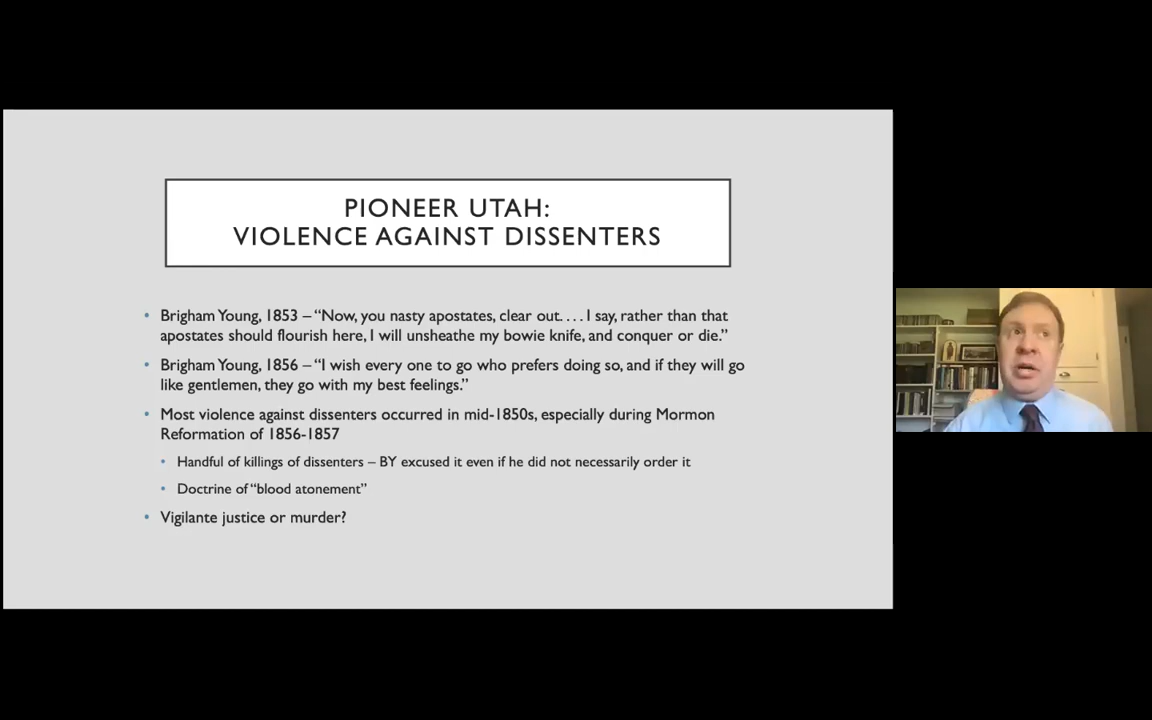 PIONEER UTAH:
VIOLENCE AGAINST DISSENTERS
• Brigham Young, 1853 – “Now, you nasty apostates, clear out. . . . I say, rather than that
apostates should flourish here, I will unsheathe my bowie knife, and conquer or die.”
• Brigham Young, 1856 – “I wish every one to go who prefers doing so, and if they will go
like gentlemen, they go with my best feelings.”
• Most violence against dissenters occurred in mid-1850s, especially during Mormon
Reformation of 1856-1857
• Handful of killings of dissenters – BY excused it even if he did not necessarily order it
• Doctrine of “blood atonement”
• Vigilante justice or murder?